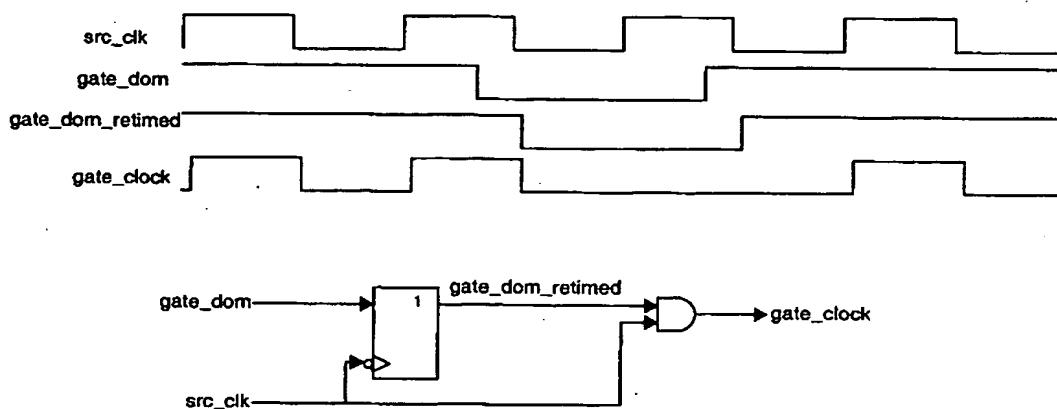 src_clk
gate_dom
gate_dom_retimed
gate_clock
gate_dom
1
gate_dom_retimed
gate_clock
src_clk